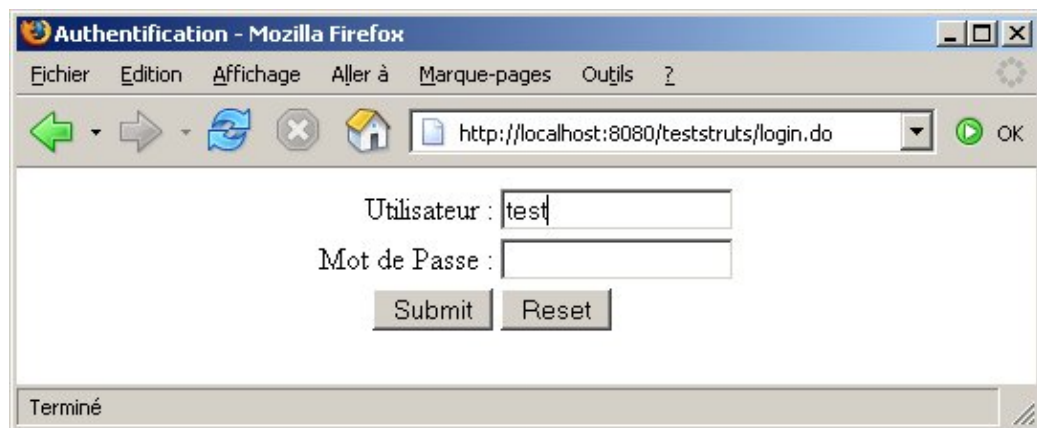 Authentification - Mozilla Firefox
Fichier Edition Affichage Aller à Marque-pages Outils ?
http://localhost:8080/teststruts/login.do OK
Utilisateur : test
Mot de Passe :
Submit Reset
Terminé